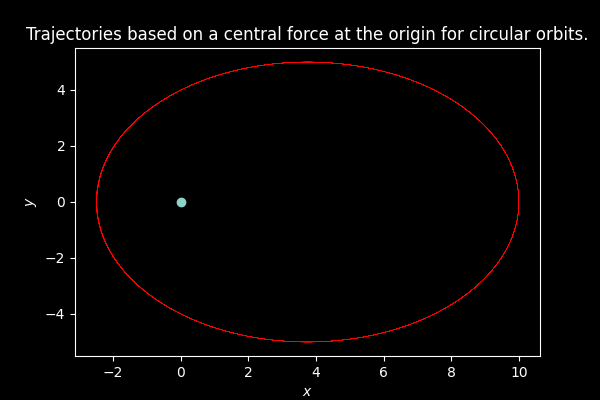 Trajectories based on a central force at the origin for circular orbits.
4
2
0
−2
−4
y
−2 0 2 4 6 8 10
x